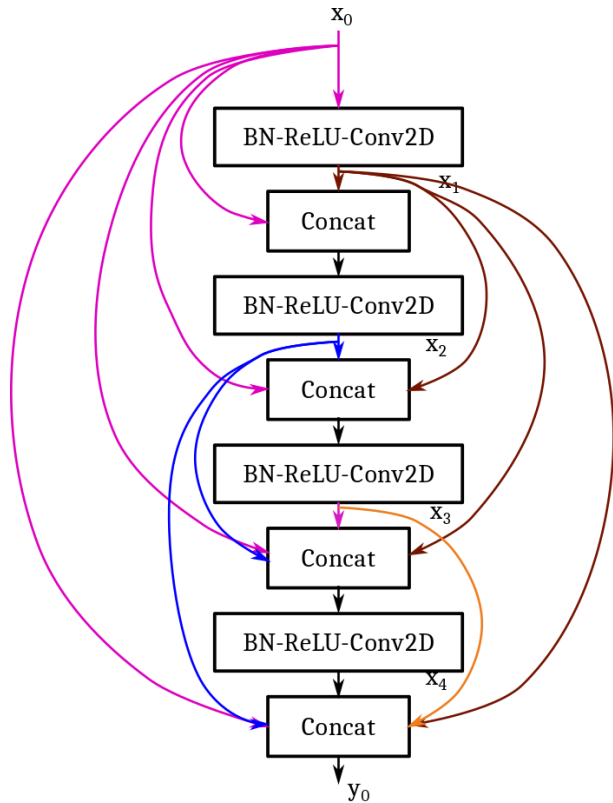 x₀
BN-ReLU-Conv2D
x₁
Concat
BN-ReLU-Conv2D
x₂
Concat
BN-ReLU-Conv2D
x₃
Concat
BN-ReLU-Conv2D
x₄
Concat
y₀